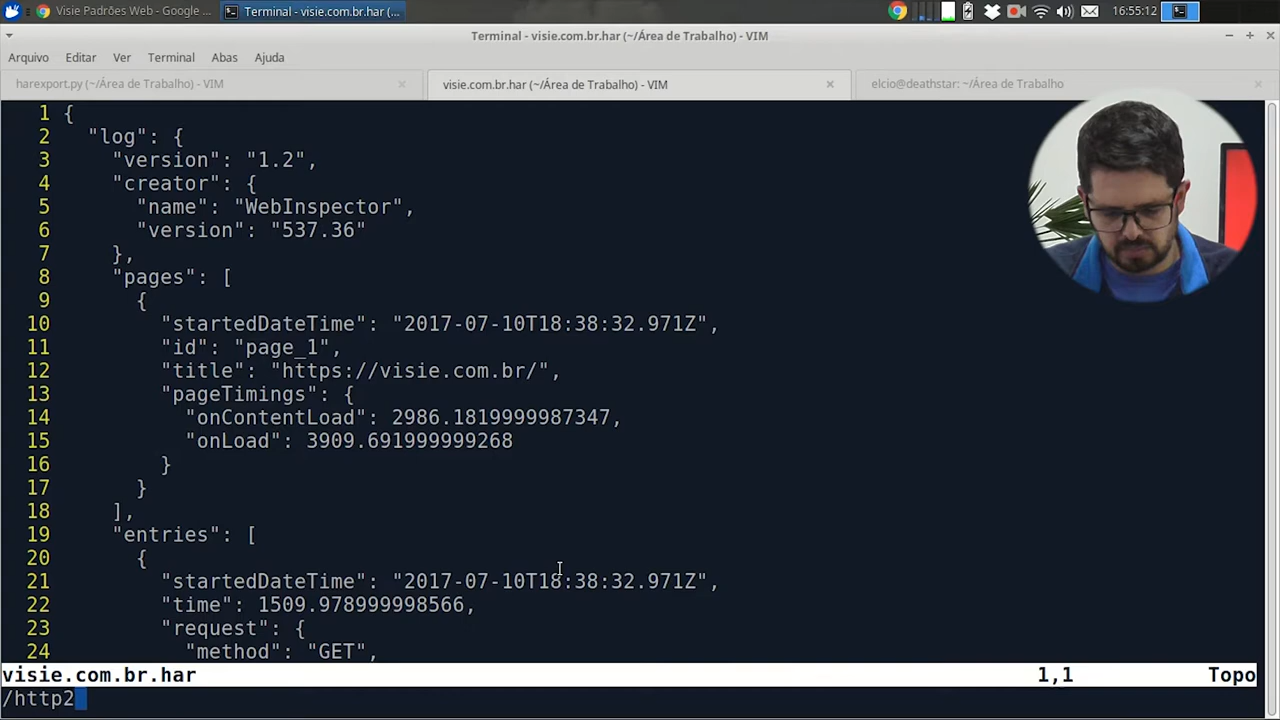 Visie Padrões Web - Google ...
Terminal - visie.com.br.har (...
16:55:12
Terminal - visie.com.br.har (~/Área de Trabalho) - VIM
Arquivo Editar Ver Terminal Abas Ajuda
harexport.py (~/Área de Trabalho) - VIM
visie.com.br.har (~/Área de Trabalho) - VIM
elcio@deathstar: ~/Área de Trabalho
1 {
2 "log": {
3 "version": "1.2",
4 "creator": {
5 "name": "WebInspector",
6 "version": "537.36"
7 },
8 "pages": [
9 {
10 "startedDateTime": "2017-07-10T18:38:32.971Z",
11 "id": "page_1",
12 "title": "https://visie.com.br/",
13 "pageTimings": {
14 "onContentLoad": 2986.1819999987347,
15 "onLoad": 3909.691999999268
16 }
17 }
18 ],
19 "entries": [
20 {
21 "startedDateTime": "2017-07-10T18:38:32.971Z",
22 "time": 1509.978999998566,
23 "request": {
24 "method": "GET",
visie.com.br.har 1,1 Topo
/http2